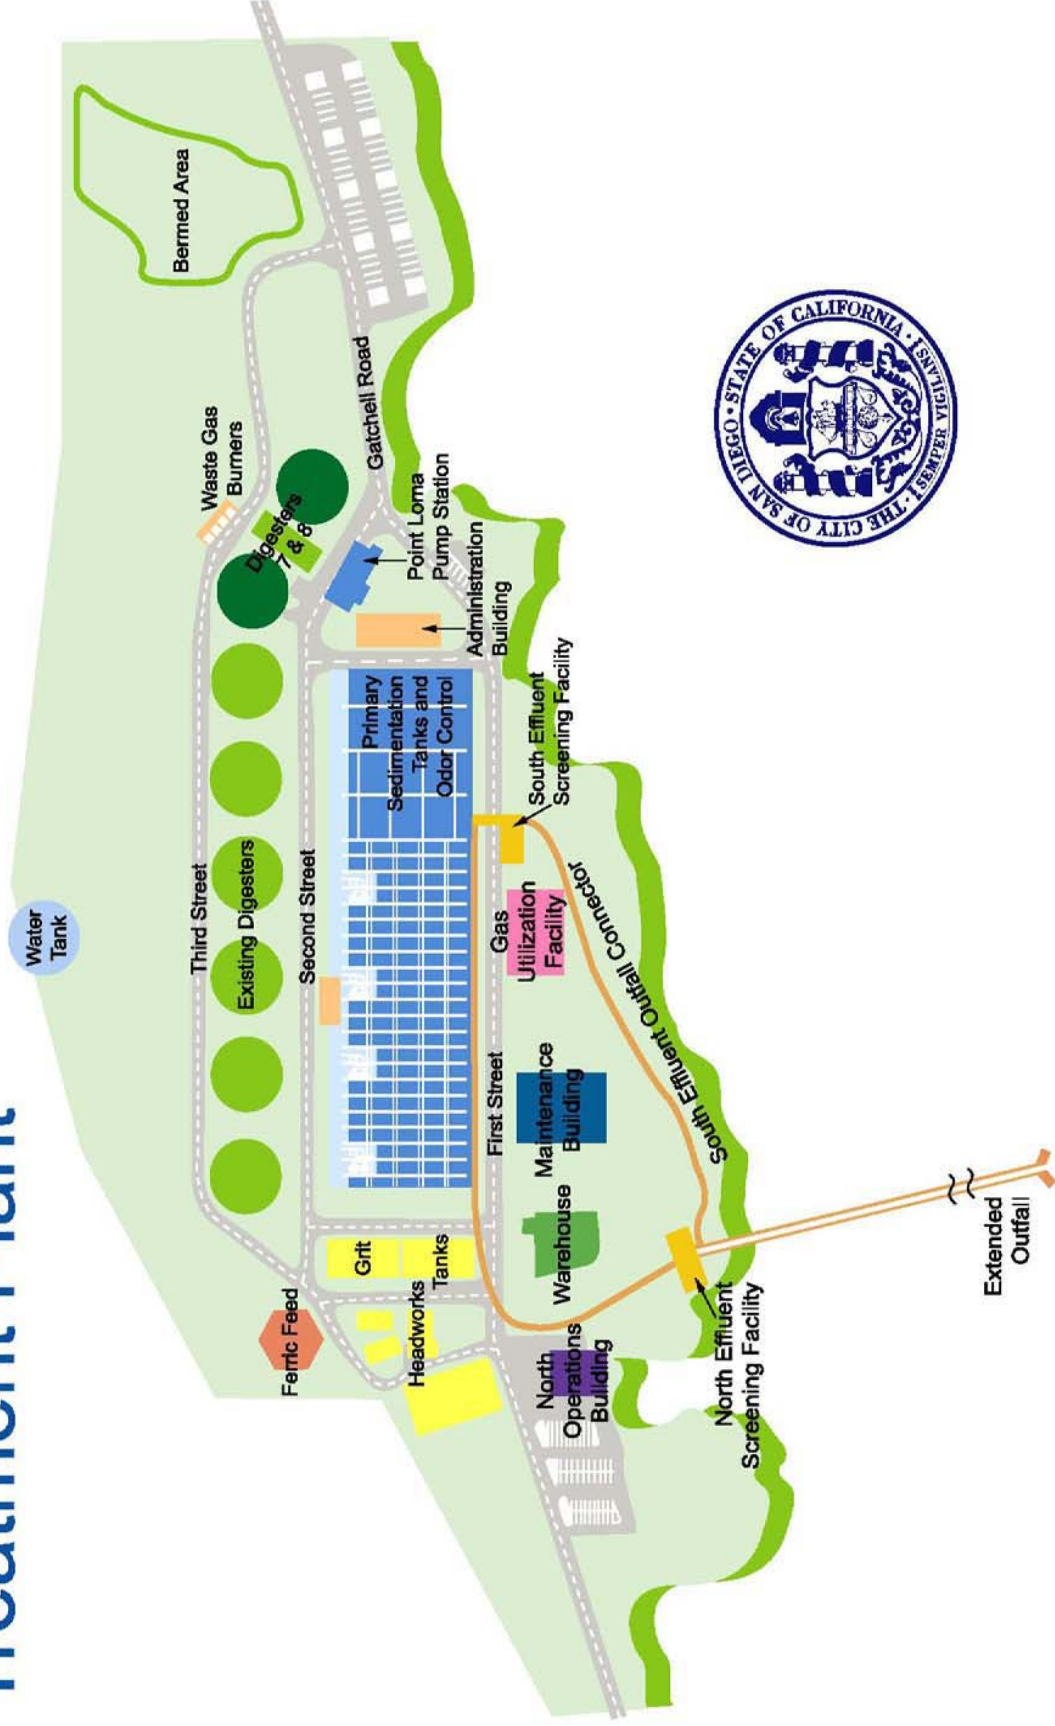 Treatment Plant
Water
Tank
Bermed Area
Waste Gas
Burners
Third Street
Digesters
7 & 8
Existing Digesters
Ferric Feed
Second Street
Gatchell Road
Grit
Tanks
Primary
Sedimentation
Tanks and
Odor Control
Point Loma
Pump Station
Headworks
Administration
Building
First Street
Gas
Utilization
Facility
South Effluent
Screening Facility
North
Operations
Building
Warehouse
Maintenance
Building
South Effluent Outfall Connector
North Effluent
Screening Facility
Extended
Outfall
THE CITY OF SAN DIEGO • STATE OF CALIFORNIA •
SEMPER VIGILANS